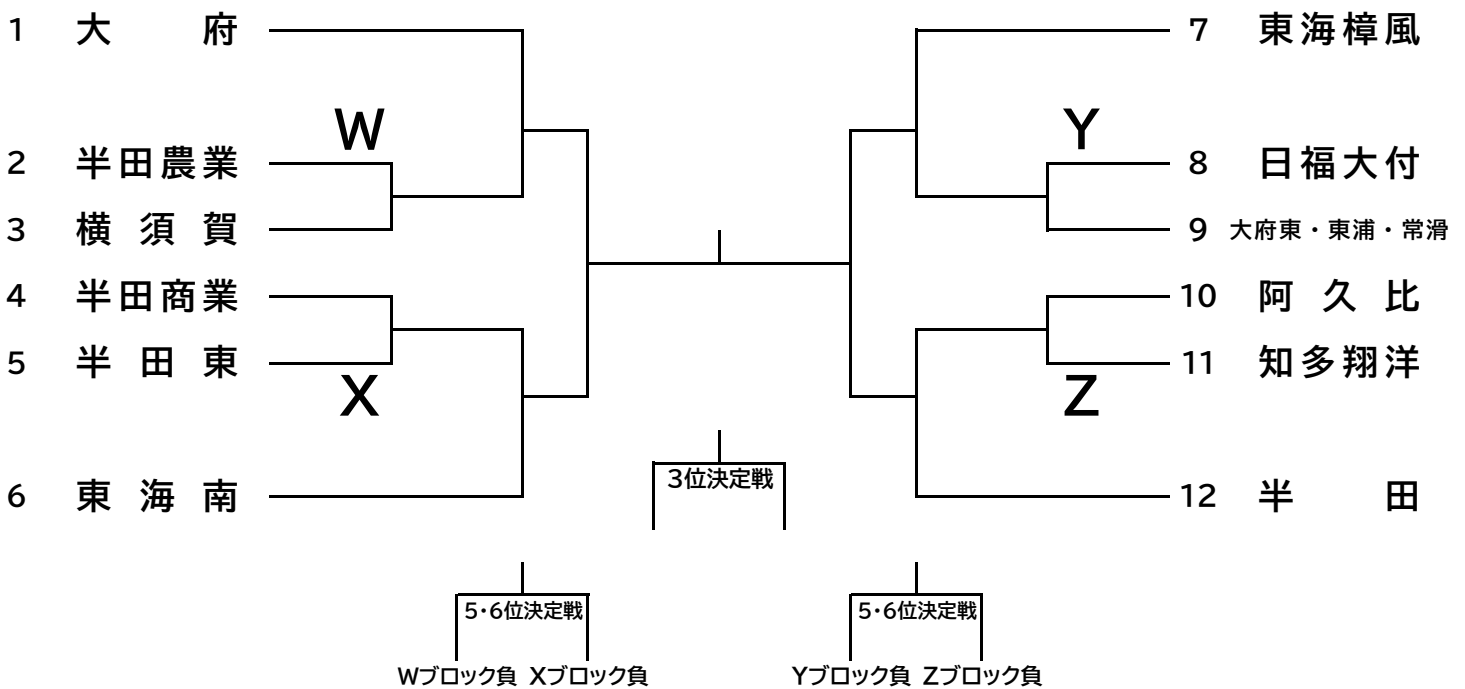 1 大府
W
2 半田農業
3 横須賀
4 半田商業
5 半田東
X
6 東海南
7 東海樟風
Y
8 日福大付
9 大府東・東浦・常滑
10 阿久比
11 知多翔洋
Z
12 半田
3位決定戦
5・6位決定戦
Wブロック負 Xブロック負
5・6位決定戦
Yブロック負 Zブロック負